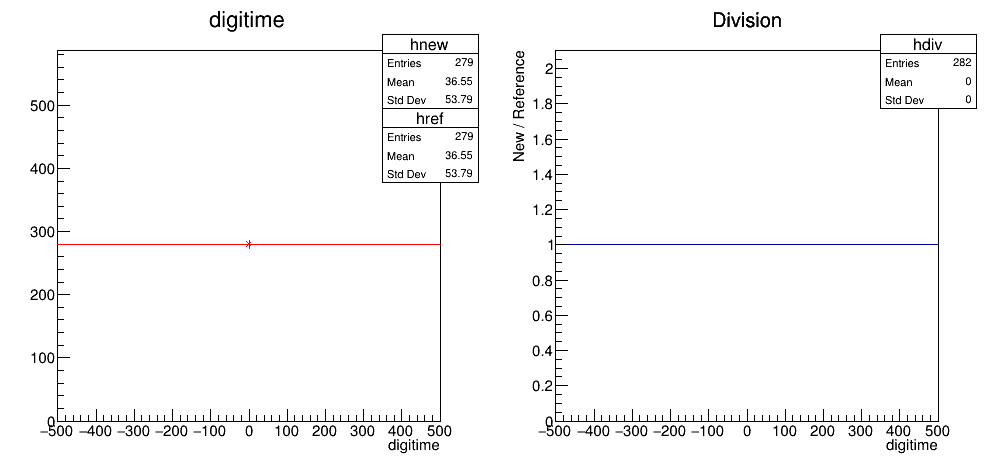 digitime
hnew
Entries 279
Mean 36.55
Std Dev 53.79
href
Entries 279
Mean 36.55
Std Dev 53.79
500
400
300
200
100
0
−500 −400 −300 −200 −100 0 100 200 300 400 500
digitime
Division
hdiv
Entries 282
Mean 0
Std Dev 0
New / Reference
2
1.8
1.6
1.4
1.2
1
0.8
0.6
0.4
0.2
0
−500 −400 −300 −200 −100 0 100 200 300 400 500
digitime